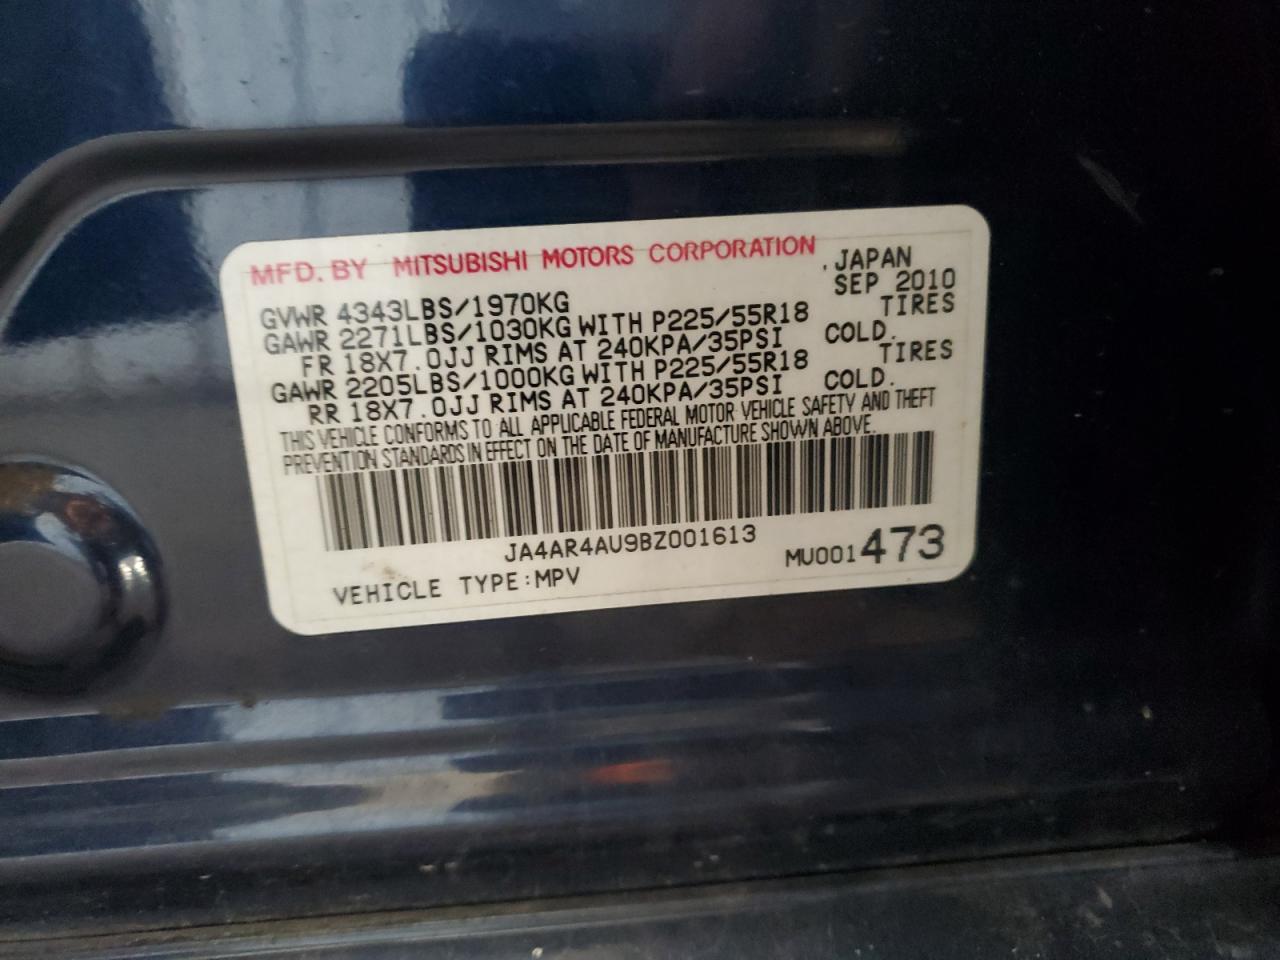 MFD. BY MITSUBISHI MOTORS CORPORATION JAPAN
SEP 2010
GVWR 4343LBS/1970KG
GAWR 2271LBS/1030KG WITH P225/55R18 TIRES
FR 18X7.0JJ RIMS AT 240KPA/35PSI COLD.
GAWR 2205LBS/1000KG WITH P225/55R18 TIRES
RR 18X7.0JJ RIMS AT 240KPA/35PSI COLD.
THIS VEHICLE CONFORMS TO ALL APPLICABLE FEDERAL MOTOR VEHICLE SAFETY AND THEFT
PREVENTION STANDARDS IN EFFECT ON THE DATE OF MANUFACTURE SHOWN ABOVE.
JA4AR4AU9BZ001613
VEHICLE TYPE:MPV MU001473